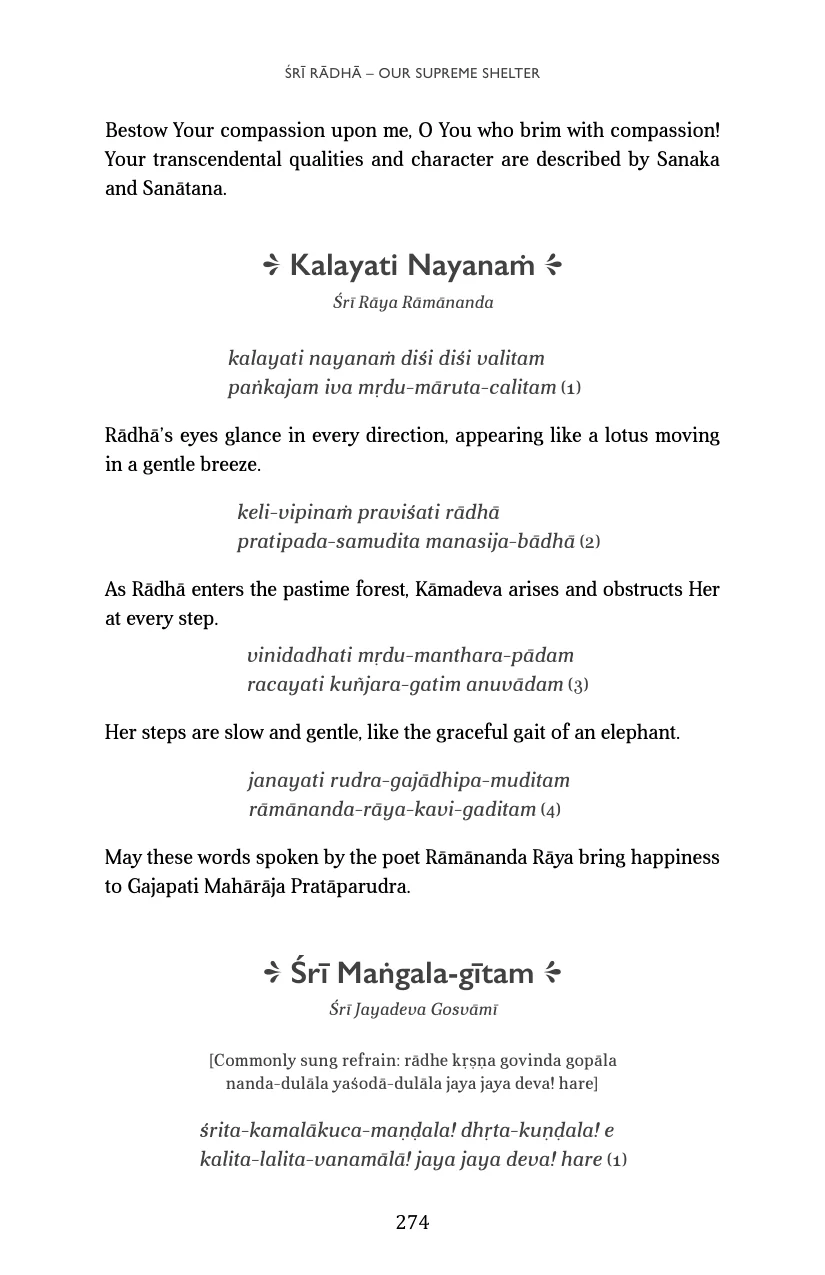 ŚRĪ RĀDHĀ – OUR SUPREME SHELTER
Bestow Your compassion upon me, O You who brim with compassion!
Your transcendental qualities and character are described by Sanaka
and Sanātana.
Kalayati Nayanaṁ
Śrī Rāya Rāmānanda
kalayati nayanaṁ diśi diśi valitam
paṅkajam iva mṛdu-māruta-calitam (1)
Rādhā’s eyes glance in every direction, appearing like a lotus moving
in a gentle breeze.
keli-vipinaṁ praviśati rādhā
pratipada-samudita manasija-bādhā (2)
As Rādhā enters the pastime forest, Kāmadeva arises and obstructs Her
at every step.
vinidadhati mṛdu-manthara-pādam
racayati kuñjara-gatim anuvādam (3)
Her steps are slow and gentle, like the graceful gait of an elephant.
janayati rudra-gajādhipa-muditam
rāmānanda-rāya-kavi-gaditam (4)
May these words spoken by the poet Rāmānanda Rāya bring happiness
to Gajapati Mahārāja Pratāparudra.
Śrī Maṅgala-gītam
Śrī Jayadeva Gosvāmī
[Commonly sung refrain: rādhe kṛṣṇa govinda gopāla
nanda-dulāla yaśodā-dulāla jaya jaya deva! hare]
śrita-kamalākuca-maṇḍala! dhṛta-kuṇḍala! e
kalita-lalita-vanamālā! jaya jaya deva! hare (1)
274